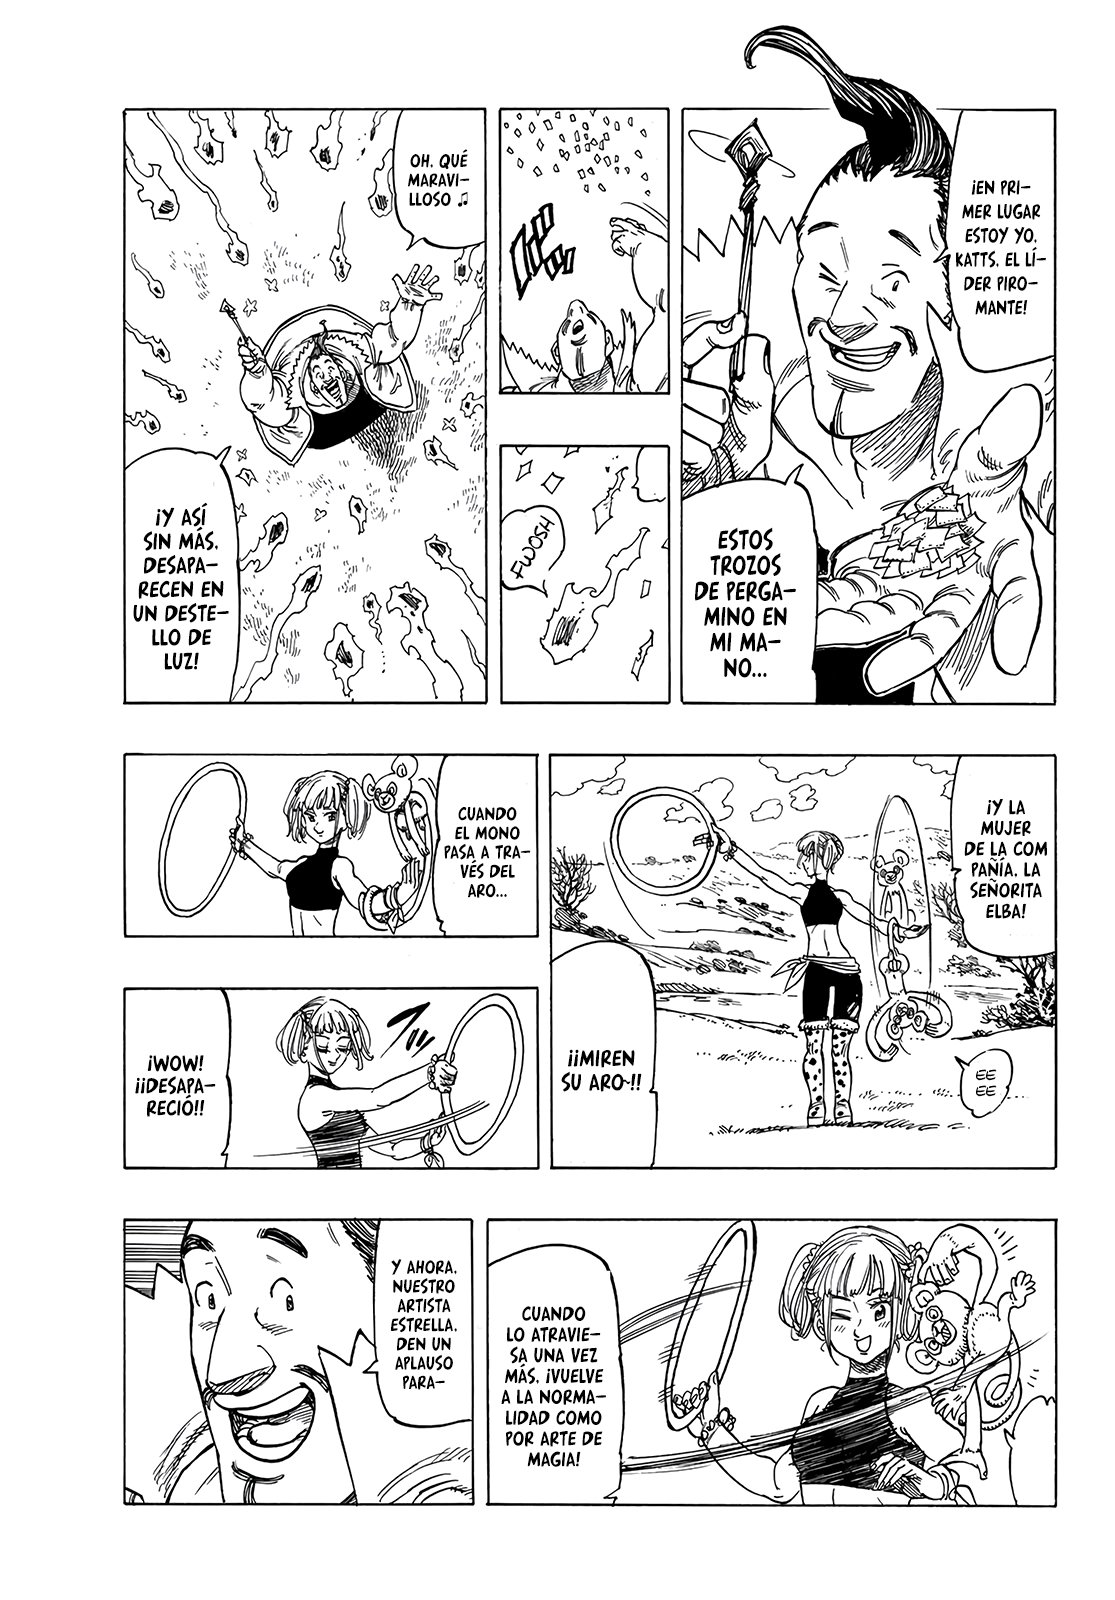 ¡EN PRI-
MER LUGAR
ESTOY YO,
KATTS, EL LÍ-
DER PIRO-
MANTE!
ESTOS
TROZOS
DE PERGA-
MINO EN
MI MA-
NO...
FWOSH
OH, QUÉ
MARAVI-
LLOSO ♫
¡Y ASÍ
SIN MÁS,
DESAPA-
RECEN EN
UN DESTE-
LLO DE
LUZ!
¡Y LA
MUJER
DE LA COM
PAÑÍA, LA
SEÑORITA
ELBA!
EE
EE
¡¡MIREN
SU ARO~!!
CUANDO
EL MONO
PASA A TRA-
VÉS DEL
ARO...
¡WOW!
¡¡DESAPA-
RECIÓ!!
CUANDO
LO ATRAVIE-
SA UNA VEZ
MÁS, ¡VUELVE
A LA NORMA-
LIDAD COMO
POR ARTE DE
MAGIA!
Y AHORA,
NUESTRO
ARTISTA
ESTRELLA,
DEN UN
APLAUSO
PARA-